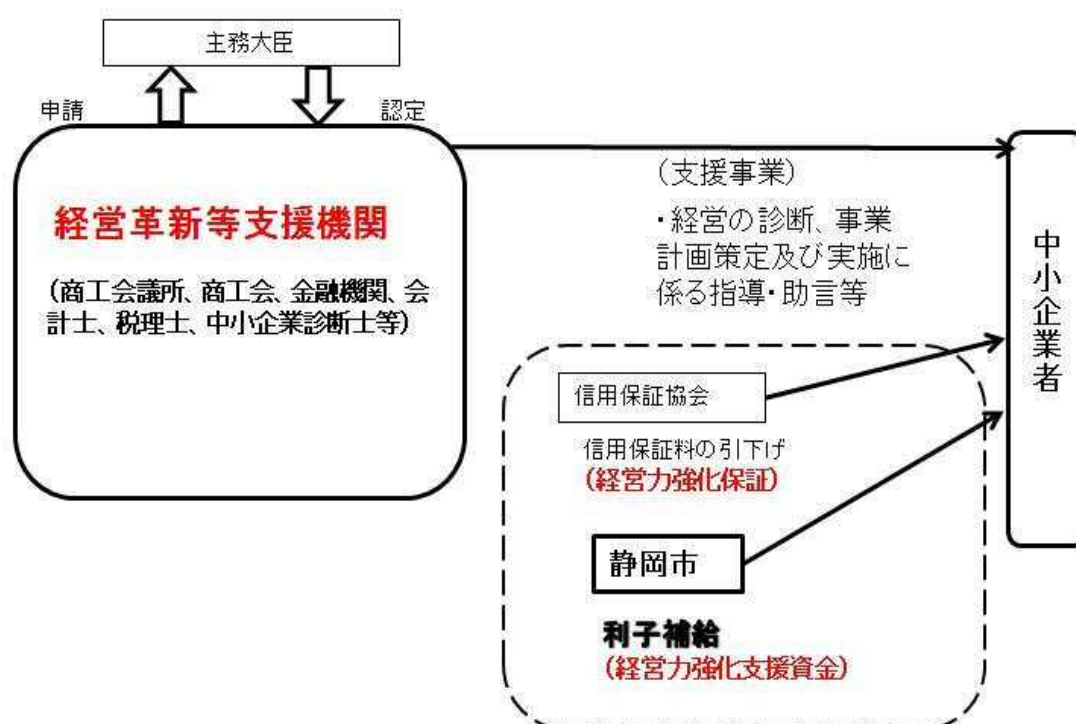 主務大臣
申請
認定
経営革新等支援機関
（商工会議所、商工会、金融機関、会
計士、税理士、中小企業診断士等）
（支援事業）
・経営の診断、事業
計画策定及び実施に
係る指導・助言等
中小企業者
信用保証協会
信用保証料の引下げ
（経営力強化保証）
静岡市
利子補給
（経営力強化支援資金）